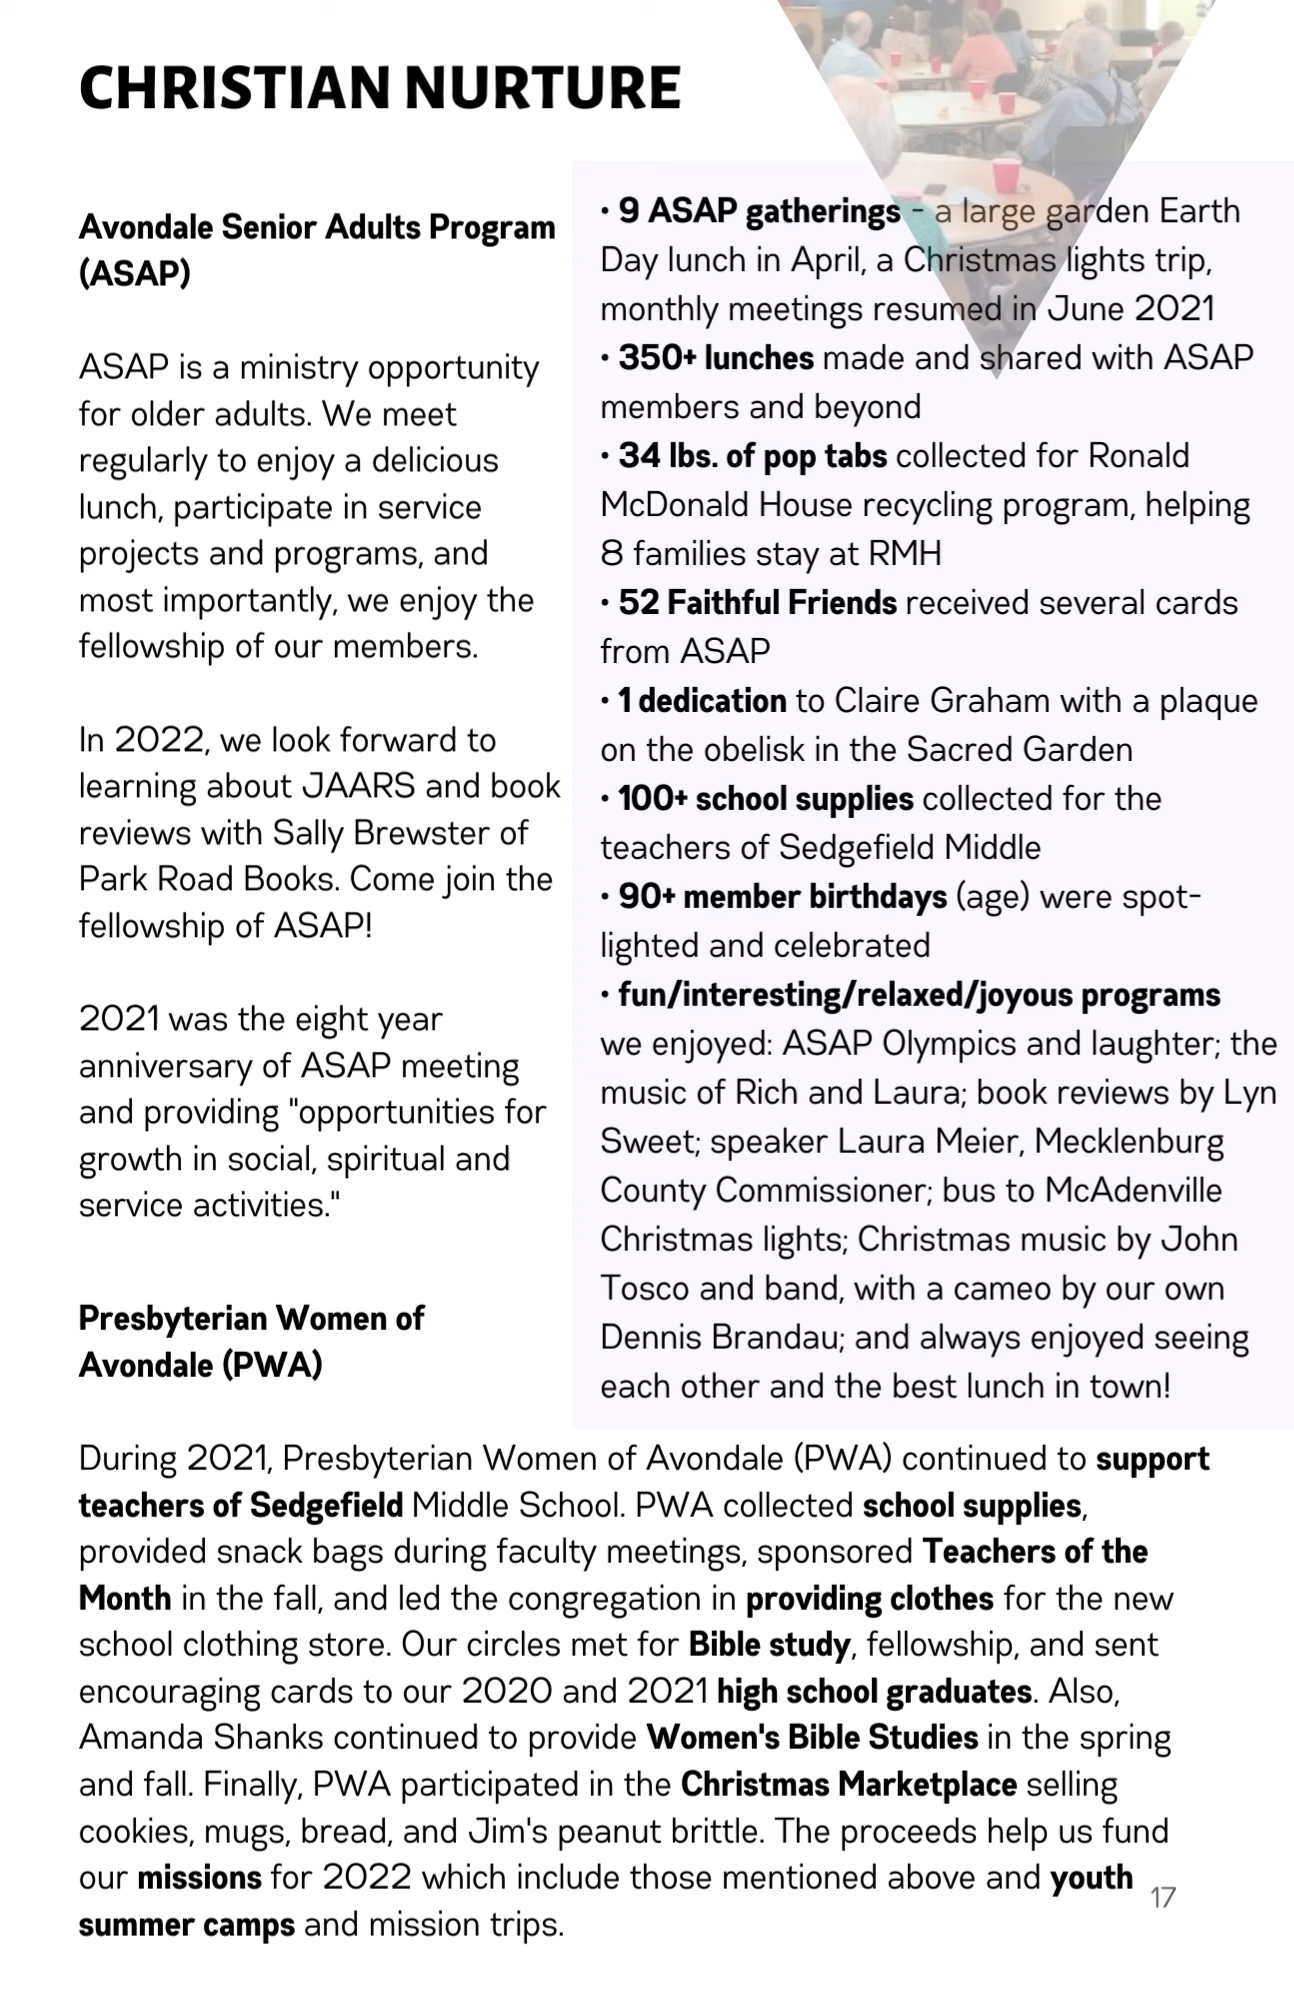 CHRISTIAN NURTURE
Avondale Senior Adults Program
(ASAP)
ASAP is a ministry opportunity
for older adults. We meet
regularly to enjoy a delicious
lunch, participate in service
projects and programs, and
most importantly, we enjoy the
fellowship of our members.
In 2022, we look forward to
learning about JAARS and book
reviews with Sally Brewster of
Park Road Books. Come join the
fellowship of ASAP!
2021 was the eight year
anniversary of ASAP meeting
and providing "opportunities for
growth in social, spiritual and
service activities."
• 9 ASAP gatherings - a large garden Earth
Day lunch in April, a Christmas lights trip,
monthly meetings resumed in June 2021
• 350+ lunches made and shared with ASAP
members and beyond
• 34 lbs. of pop tabs collected for Ronald
McDonald House recycling program, helping
8 families stay at RMH
• 52 Faithful Friends received several cards
from ASAP
• 1 dedication to Claire Graham with a plaque
on the obelisk in the Sacred Garden
• 100+ school supplies collected for the
teachers of Sedgefield Middle
• 90+ member birthdays (age) were spot-
lighted and celebrated
• fun/interesting/relaxed/joyous programs
we enjoyed: ASAP Olympics and laughter; the
music of Rich and Laura; book reviews by Lyn
Sweet; speaker Laura Meier, Mecklenburg
County Commissioner; bus to McAdenville
Christmas lights; Christmas music by John
Tosco and band, with a cameo by our own
Dennis Brandau; and always enjoyed seeing
each other and the best lunch in town!
Presbyterian Women of
Avondale (PWA)
During 2021, Presbyterian Women of Avondale (PWA) continued to support
teachers of Sedgefield Middle School. PWA collected school supplies,
provided snack bags during faculty meetings, sponsored Teachers of the
Month in the fall, and led the congregation in providing clothes for the new
school clothing store. Our circles met for Bible study, fellowship, and sent
encouraging cards to our 2020 and 2021 high school graduates. Also,
Amanda Shanks continued to provide Women's Bible Studies in the spring
and fall. Finally, PWA participated in the Christmas Marketplace selling
cookies, mugs, bread, and Jim's peanut brittle. The proceeds help us fund
our missions for 2022 which include those mentioned above and youth
summer camps and mission trips.
17